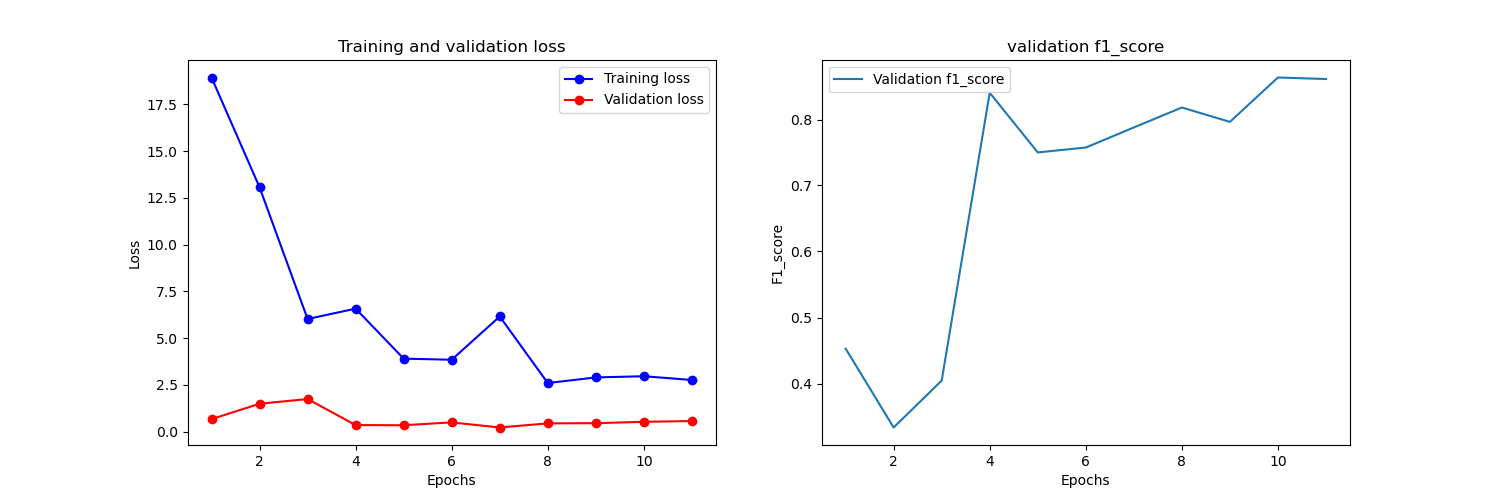 Training and validation loss
Training loss
Validation loss
17.5
15.0
12.5
10.0
7.5
5.0
2.5
0.0
Loss
2 4 6 8 10
Epochs
validation f1_score
Validation f1_score
0.8
0.7
0.6
0.5
0.4
F1_score
2 4 6 8 10
Epochs